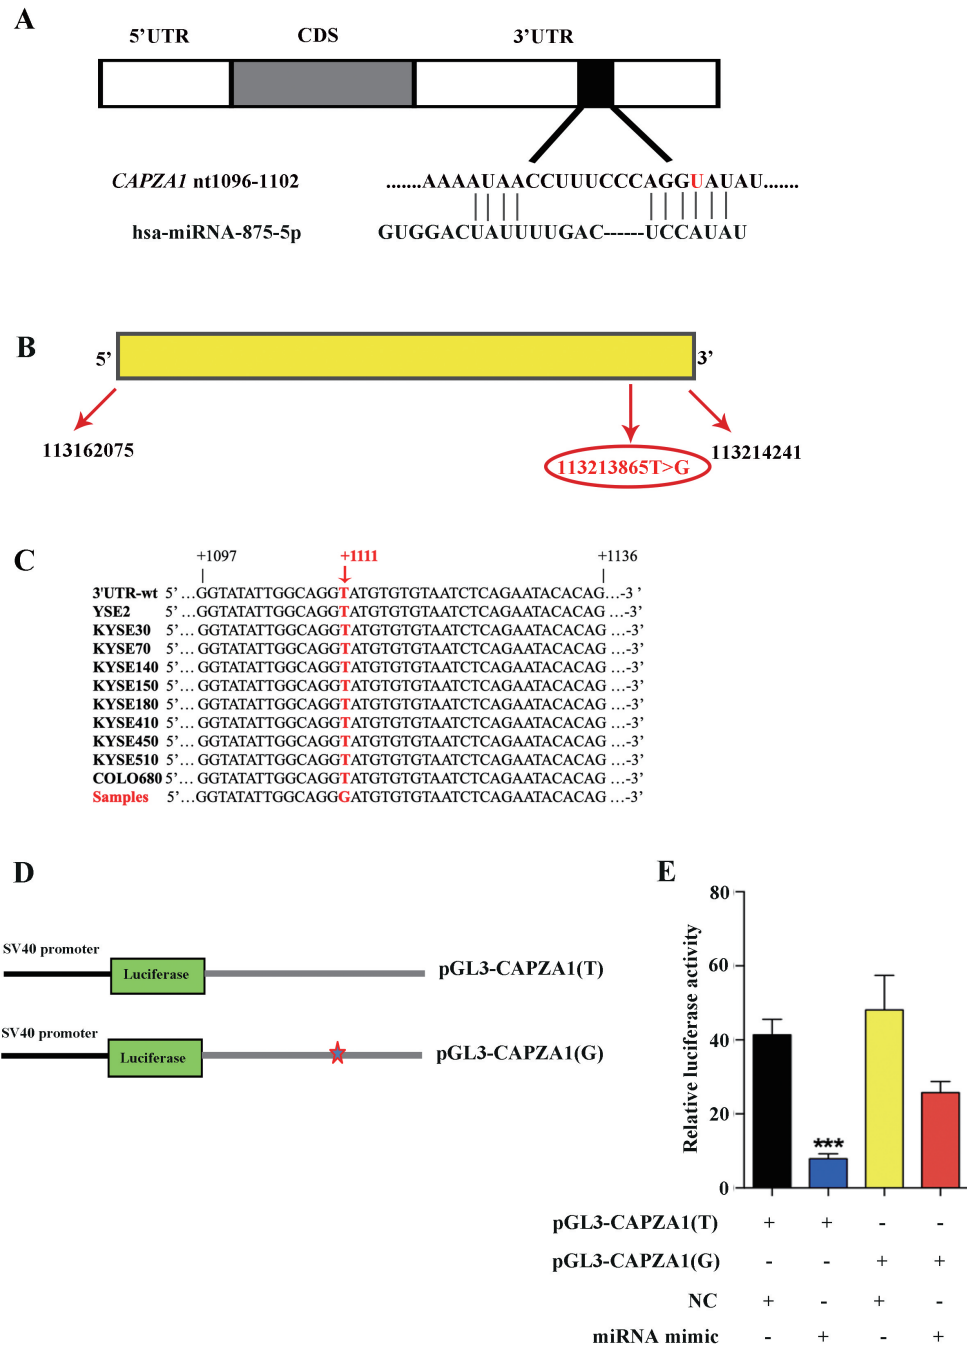 A
5'UTR CDS 3'UTR
CAPZA1 nt1096-1102 .......AAAAUAACCUUUCCCAGGUAUAU.......
hsa-miRNA-875-5p GUGGACUAUUUUGAC------UCCAUAU
B
5' 3'
113162075 113213865T>G 113214241
C
+1097 +1111 +1136
3'UTR-wt 5'...GGTATATTGGCAGGTATGTGTGTAATCTCAGAATACACAG...-3'
YSE2 5'...GGTATATTGGCAGGTATGTGTGTAATCTCAGAATACACAG...-3'
KYSE30 5'...GGTATATTGGCAGGTATGTGTGTAATCTCAGAATACACAG...-3'
KYSE70 5'...GGTATATTGGCAGGTATGTGTGTAATCTCAGAATACACAG...-3'
KYSE140 5'...GGTATATTGGCAGGTATGTGTGTAATCTCAGAATACACAG...-3'
KYSE150 5'...GGTATATTGGCAGGTATGTGTGTAATCTCAGAATACACAG...-3'
KYSE180 5'...GGTATATTGGCAGGTATGTGTGTAATCTCAGAATACACAG...-3'
KYSE410 5'...GGTATATTGGCAGGTATGTGTGTAATCTCAGAATACACAG...-3'
KYSE450 5'...GGTATATTGGCAGGTATGTGTGTAATCTCAGAATACACAG...-3'
KYSE510 5'...GGTATATTGGCAGGTATGTGTGTAATCTCAGAATACACAG...-3'
COLO680 5'...GGTATATTGGCAGGTATGTGTGTAATCTCAGAATACACAG...-3'
Samples 5'...GGTATATTGGCAGGGATGTGTGTAATCTCAGAATACACAG...-3'
D
SV40 promoter
Luciferase pGL3-CAPZA1(T)
SV40 promoter
Luciferase pGL3-CAPZA1(G)
E
Relative luciferase activity
80
60
40
20
0
***
pGL3-CAPZA1(T) + + - -
pGL3-CAPZA1(G) - - + +
NC + - + -
miRNA mimic - + - +